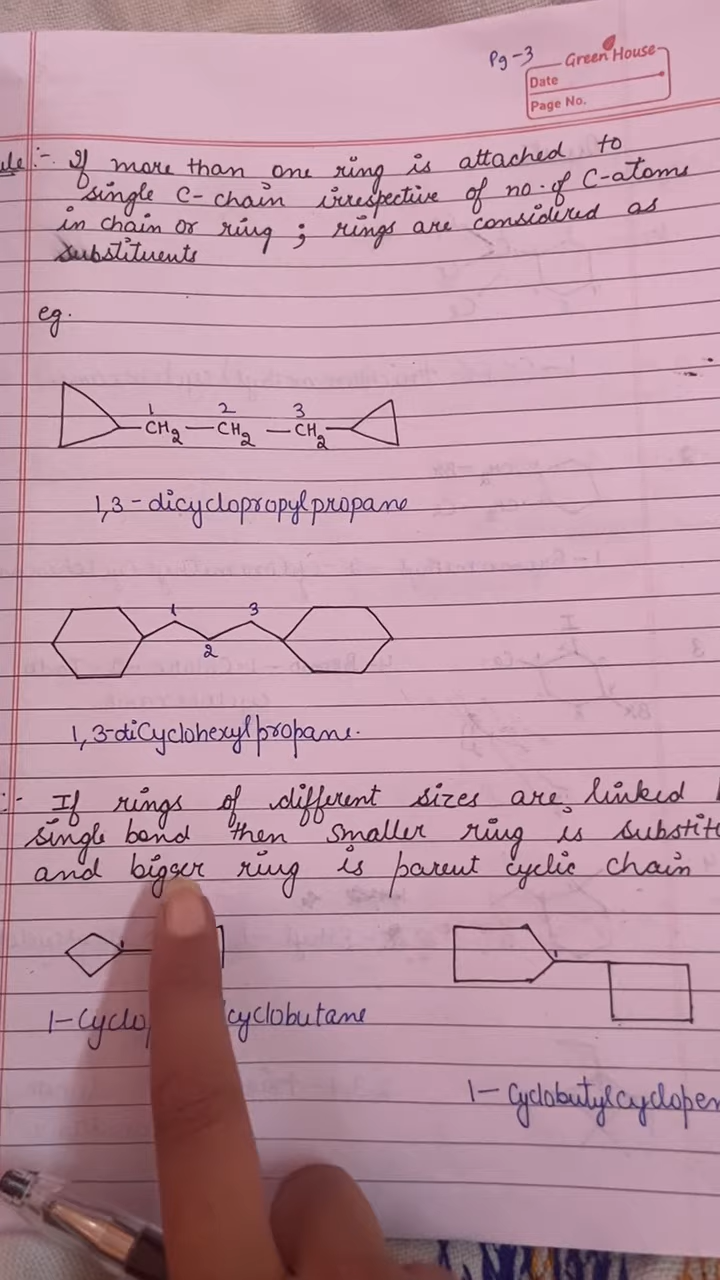 Pg-3
Green House
Date
Page No.
:- If more than one ring is attached to
single C-chain irrespective of no. of C-atoms
in chain or ring ; rings are considered as
substituents
eg.
1 2 3
CH2 — CH2 — CH2
1,3-dicyclopropylpropane
1 3
2
1,3-diCyclohexylpropane.
:- If rings of different sizes are linked
single bond then smaller ring is substit
and bigger ring is parent cyclic chain
1-Cyclo cyclobutane
1-Cyclobutylcyclopen